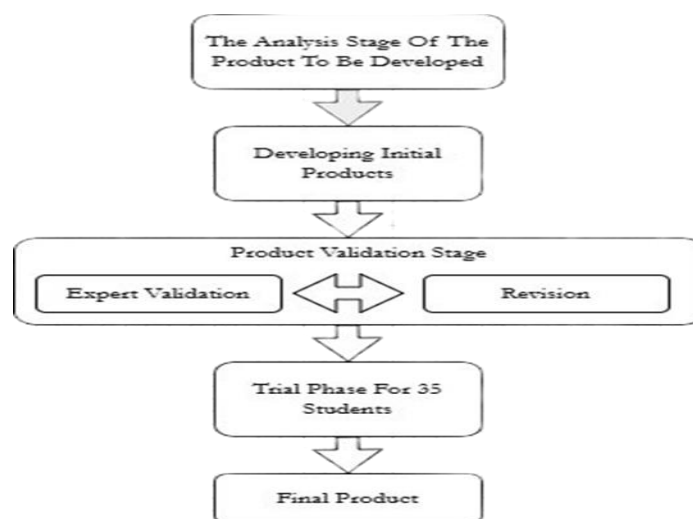 The Analysis Stage Of The
Product To Be Developed
Developing Initial
Products
Product Validation Stage
Expert Validation
Revision
Trial Phase For 35
Students
Final Product